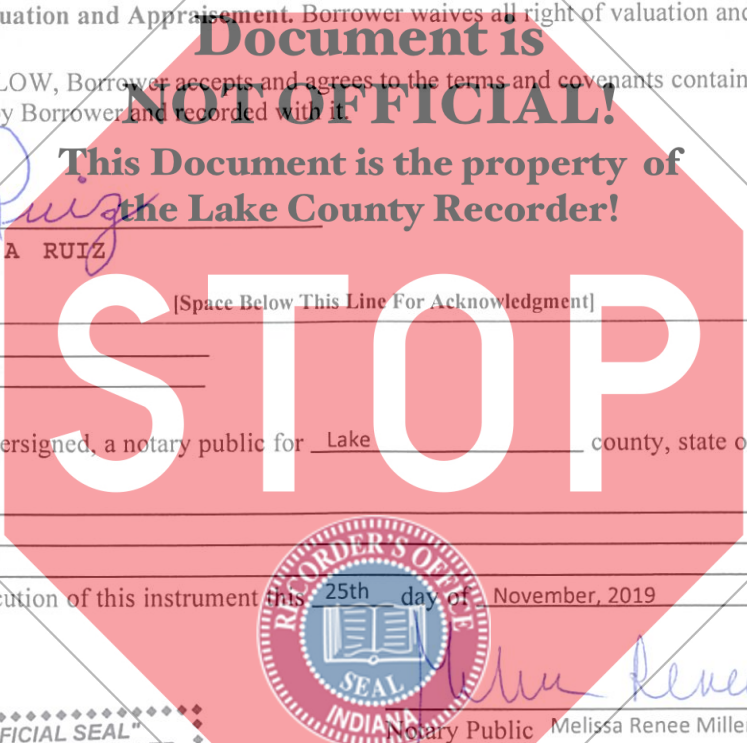 uation and Appraisement. Borrower waives all right of valuation and
Document is
LOW, Borrower accepts and agrees to the terms and covenants contain
NOT OFFICIAL!
by Borrower and recorded with it.
This Document is the property of
Ruiz
the Lake County Recorder!
A RUIZ
[Space Below This Line For Acknowledgment]
STOP
ersigned, a notary public for Lake county, state o
RECORDER'S OFFICE
cution of this instrument this 25th day of November, 2019
SEAL
INDIANA
Notary Public Melissa Renee Mille
FICIAL SEAL"